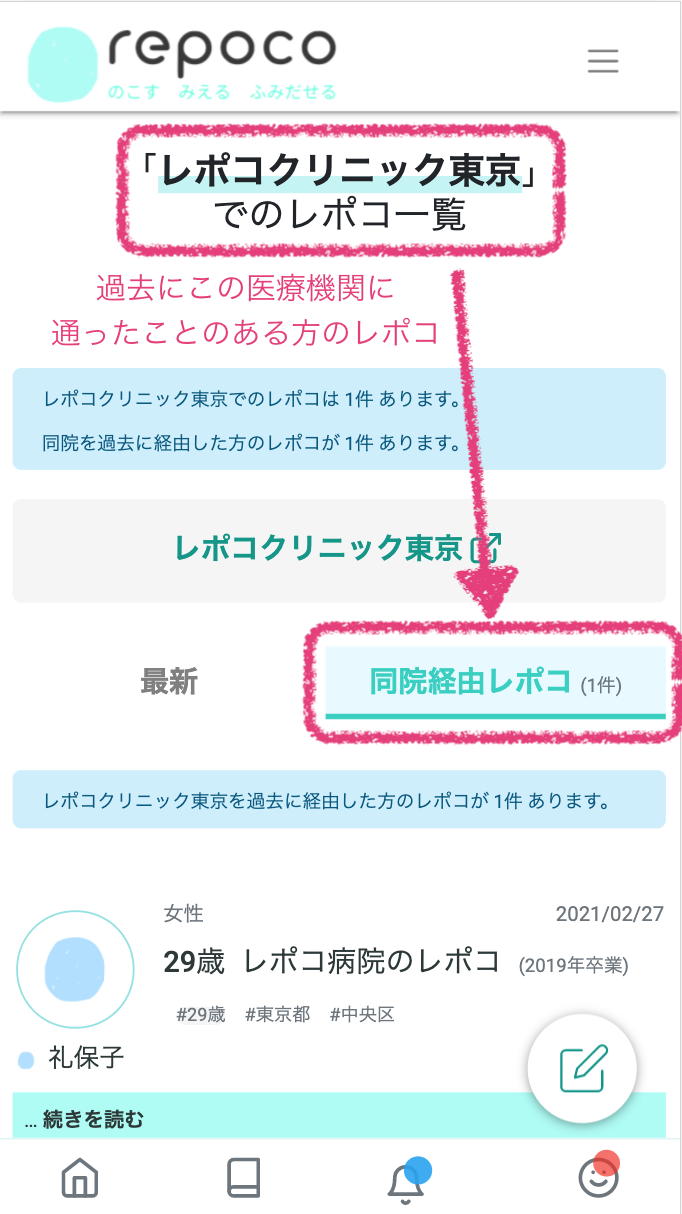 repoco
のこす みえる ふみだせる
「レポコクリニック東京」
でのレポコ一覧
過去にこの医療機関に
通ったことのある方のレポコ
レポコクリニック東京でのレポコは 1件 あります。
同院を過去に経由した方のレポコが 1件 あります。
レポコクリニック東京
最新
同院経由レポコ (1件)
レポコクリニック東京を過去に経由した方のレポコが 1件 あります。
女性
2021/02/27
29歳 レポコ病院のレポコ (2019年卒業)
#29歳 #東京都 #中央区
礼保子
... 続きを読む